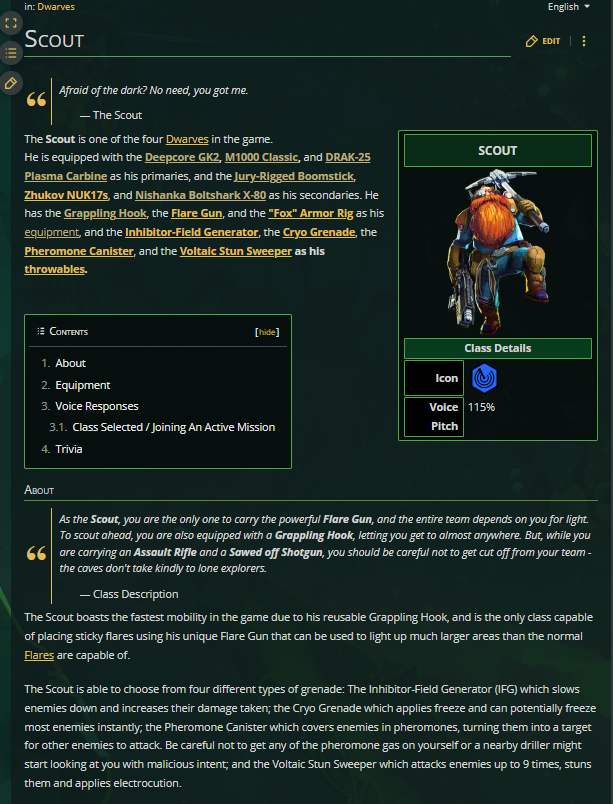 in: Dwarves
English
Scout
EDIT
Afraid of the dark? No need, you got me.
— The Scout
The Scout is one of the four Dwarves in the game.
He is equipped with the Deepcore GK2, M1000 Classic, and DRAK-25
Plasma Carbine as his primaries, and the Jury-Rigged Boomstick,
Zhukov NUK17s, and Nishanka Boltshark X-80 as his secondaries. He
has the Grappling Hook, the Flare Gun, and the "Fox" Armor Rig as his
equipment, and the Inhibitor-Field Generator, the Cryo Grenade, the
Pheromone Canister, and the Voltaic Stun Sweeper as his
throwables.
SCOUT
Class Details
Icon
Voice Pitch 115%
Contents [hide]
1. About
2. Equipment
3. Voice Responses
3.1. Class Selected / Joining An Active Mission
4. Trivia
About
As the Scout, you are the only one to carry the powerful Flare Gun, and the entire team depends on you for light.
To scout ahead, you are also equipped with a Grappling Hook, letting you get to almost anywhere. But, while you
are carrying an Assault Rifle and a Sawed off Shotgun, you should be careful not to get cut off from your team -
the caves don't take kindly to lone explorers.
— Class Description
The Scout boasts the fastest mobility in the game due to his reusable Grappling Hook, and is the only class capable
of placing sticky flares using his unique Flare Gun that can be used to light up much larger areas than the normal
Flares are capable of.
The Scout is able to choose from four different types of grenade: The Inhibitor-Field Generator (IFG) which slows
enemies down and increases their damage taken; the Cryo Grenade which applies freeze and can potentially freeze
most enemies instantly; the Pheromone Canister which covers enemies in pheromones, turning them into a target
for other enemies to attack. Be careful not to get any of the pheromone gas on yourself or a nearby driller might
start looking at you with malicious intent; and the Voltaic Stun Sweeper which attacks enemies up to 9 times, stuns
them and applies electrocution.